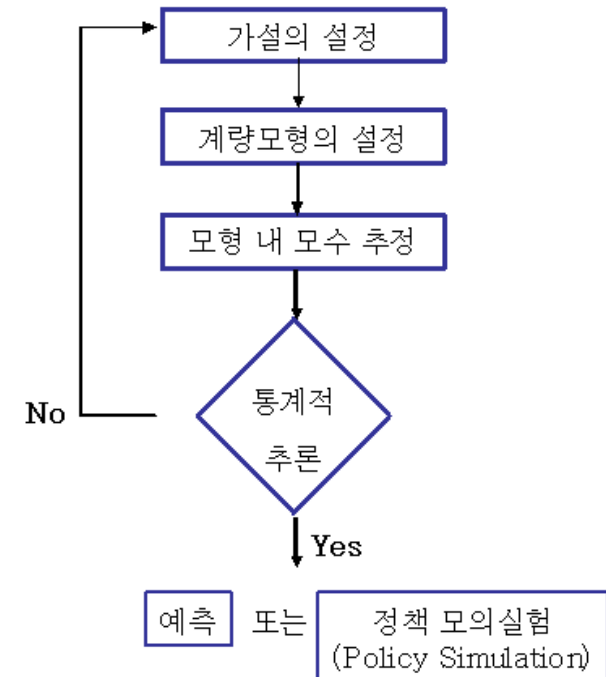 가설의 설정
계량모형의 설정
모형 내 모수 추정
통계적
추론
No
Yes
예측 또는 정책 모의실험
(Policy Simulation)